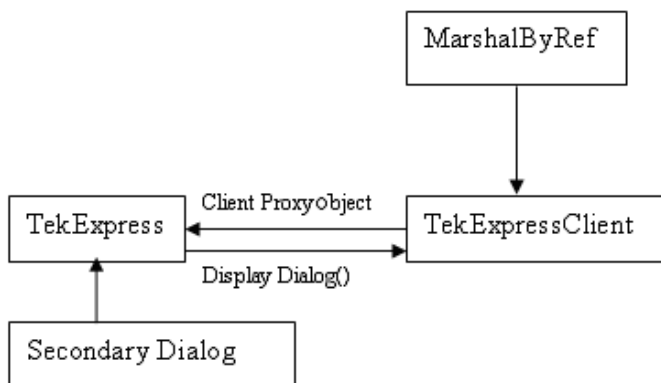 MarshalByRef
Client Proxyobject
TekExpress
TekExpressClient
Display Dialog()
Secondary Dialog